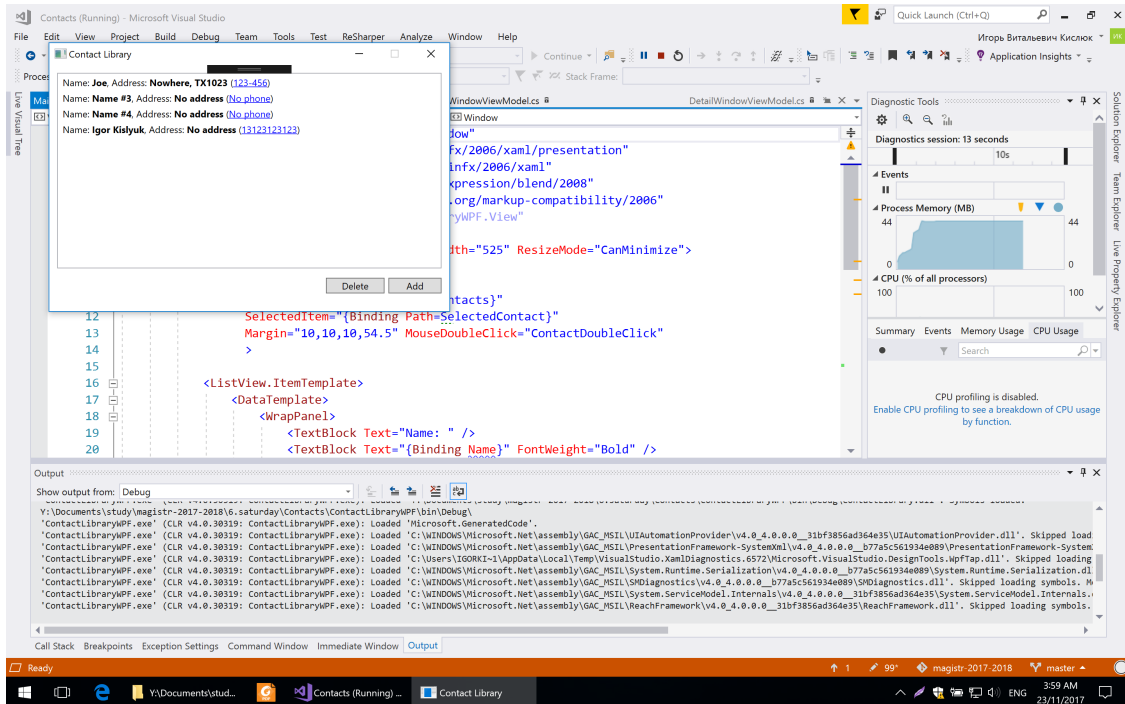 Contacts (Running) - Microsoft Visual Studio
Quick Launch (Ctrl+Q)
File Edit View Project Build Debug Team Tools Test ReSharper Analyze Window Help
Игорь Витальевич Кислюк
ИК
Contact Library
Continue
Application Insights
Proces
Stack Frame:
Name: Joe, Address: Nowhere, TX1023 (123-456)
Name: Name #3, Address: No address (No phone)
Name: Name #4, Address: No address (No phone)
Name: Igor Kislyuk, Address: No address (13123123123)
Delete Add
Live Visual Tree
Mai
WindowViewModel.cs
DetailWindowViewModel.cs
Window
dow"
fx/2006/xaml/presentation"
infx/2006/xaml"
xpression/blend/2008"
.org/markup-compatibility/2006"
yWPF.View"
dth="525" ResizeMode="CanMinimize">
ntacts}"
12 SelectedItem="{Binding Path=SelectedContact}"
13 Margin="10,10,10,54.5" MouseDoubleClick="ContactDoubleClick"
14 >
15
16 <ListView.ItemTemplate>
17 <DataTemplate>
18 <WrapPanel>
19 <TextBlock Text="Name: " />
20 <TextBlock Text="{Binding Name}" FontWeight="Bold" />
Diagnostic Tools
Diagnostics session: 13 seconds
10s
Events
Process Memory (MB)
44 44
0 0
CPU (% of all processors)
100 100
Summary Events Memory Usage CPU Usage
Search
CPU profiling is disabled.
Enable CPU profiling to see a breakdown of CPU usage
by function.
Solution Explorer
Team Explorer
Live Property Explorer
Output
Show output from: Debug
Y:\Documents\study\magistr-2017-2018\6.saturday\Contacts\ContactLibraryWPF\bin\Debug\
'ContactLibraryWPF.exe' (CLR v4.0.30319: ContactLibraryWPF.exe): Loaded 'Microsoft.GeneratedCode'.
'ContactLibraryWPF.exe' (CLR v4.0.30319: ContactLibraryWPF.exe): Loaded 'C:\WINDOWS\Microsoft.Net\assembly\GAC_MSIL\UIAutomationProvider\v4.0_4.0.0.0__31bf3856ad364e35\UIAutomationProvider.dll'. Skipped load
'ContactLibraryWPF.exe' (CLR v4.0.30319: ContactLibraryWPF.exe): Loaded 'C:\WINDOWS\Microsoft.Net\assembly\GAC_MSIL\PresentationFramework-SystemXml\v4.0_4.0.0.0__b77a5c561934e089\PresentationFramework-System
'ContactLibraryWPF.exe' (CLR v4.0.30319: ContactLibraryWPF.exe): Loaded 'C:\Users\IGORKI~1\AppData\Local\Temp\VisualStudio.XamlDiagnostics.6572\Microsoft.VisualStudio.DesignTools.WpfTap.dll'. Skipped loading
'ContactLibraryWPF.exe' (CLR v4.0.30319: ContactLibraryWPF.exe): Loaded 'C:\WINDOWS\Microsoft.Net\assembly\GAC_MSIL\System.Runtime.Serialization\v4.0_4.0.0.0__b77a5c561934e089\System.Runtime.Serialization.dl
'ContactLibraryWPF.exe' (CLR v4.0.30319: ContactLibraryWPF.exe): Loaded 'C:\WINDOWS\Microsoft.Net\assembly\GAC_MSIL\SMDiagnostics\v4.0_4.0.0.0__b77a5c561934e089\SMDiagnostics.dll'. Skipped loading symbols. M
'ContactLibraryWPF.exe' (CLR v4.0.30319: ContactLibraryWPF.exe): Loaded 'C:\WINDOWS\Microsoft.Net\assembly\GAC_MSIL\System.ServiceModel.Internals\v4.0_4.0.0.0__31bf3856ad364e35\System.ServiceModel.Internals.
'ContactLibraryWPF.exe' (CLR v4.0.30319: ContactLibraryWPF.exe): Loaded 'C:\WINDOWS\Microsoft.Net\assembly\GAC_MSIL\ReachFramework\v4.0_4.0.0.0__31bf3856ad364e35\ReachFramework.dll'. Skipped loading symbols.
Call Stack Breakpoints Exception Settings Command Window Immediate Window Output
Ready
1 99* magistr-2017-2018 master
Y:\Documents\stud... Contacts (Running) ... Contact Library
ENG
3:59 AM
23/11/2017